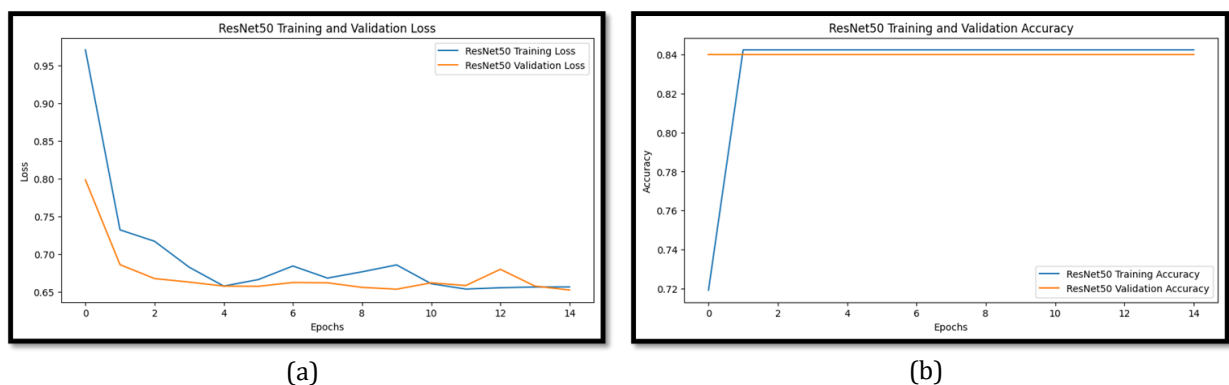 ResNet50 Training and Validation Loss
ResNet50 Training Loss
ResNet50 Validation Loss
0.95
0.90
0.85
0.80
0.75
0.70
0.65
Loss
0 2 4 6 8 10 12 14
Epochs
(a)
ResNet50 Training and Validation Accuracy
0.84
0.82
0.80
0.78
0.76
0.74
0.72
Accuracy
ResNet50 Training Accuracy
ResNet50 Validation Accuracy
0 2 4 6 8 10 12 14
Epochs
(b)